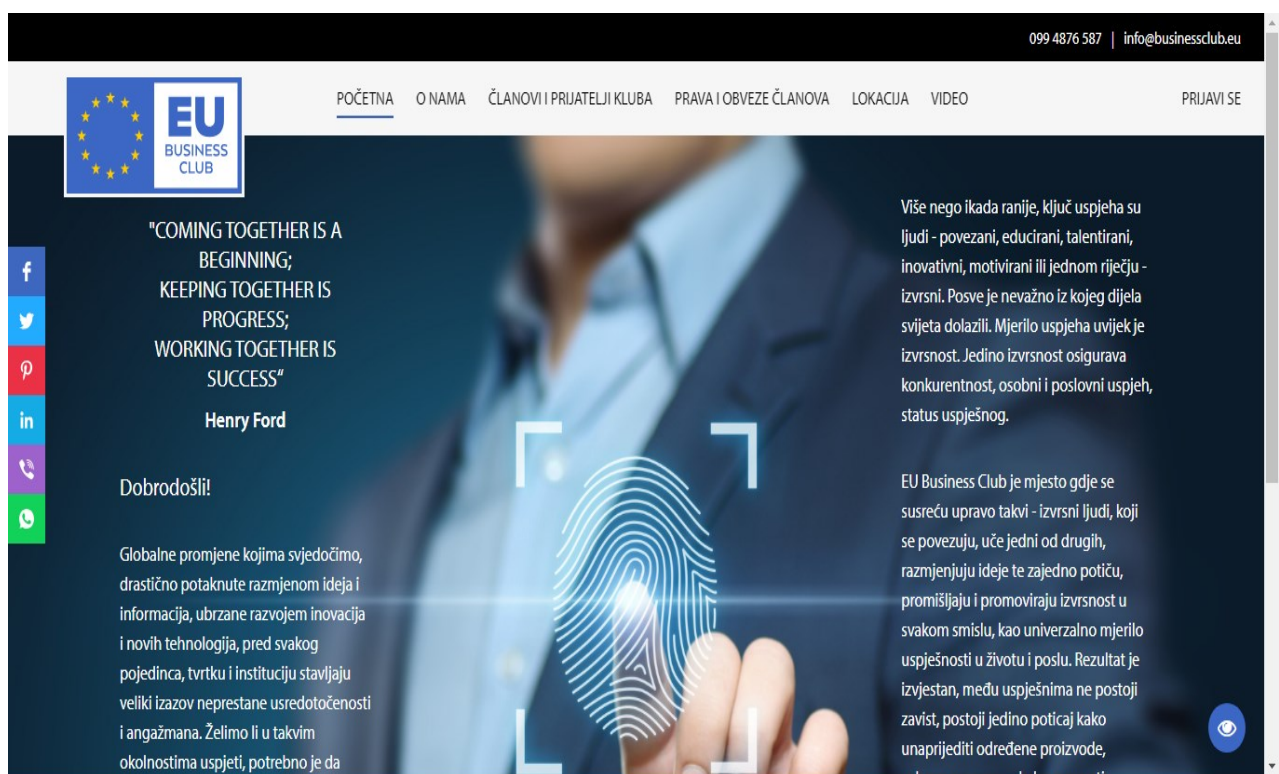 099 4876 587 | info@businessclub.eu
EU
BUSINESS
CLUB
POČETNA O NAMA ČLANOVI I PRIJATELJI KLUBA PRAVA I OBVEZE ČLANOVA LOKACIJA VIDEO PRIJAVI SE
"COMING TOGETHER IS A
BEGINNING;
KEEPING TOGETHER IS
PROGRESS;
WORKING TOGETHER IS
SUCCESS“
Henry Ford
Dobrodošli!
Globalne promjene kojima svjedočimo,
drastično potaknute razmjenom ideja i
informacija, ubrzane razvojem inovacija
i novih tehnologija, pred svakog
pojedinca, tvrtku i instituciju stavljaju
veliki izazov neprestane usredotočenosti
i angažmana. Želimo li u takvim
okolnostima uspjeti, potrebno je da
Više nego ikada ranije, ključ uspjeha su
ljudi - povezani, educirani, talentirani,
inovativni, motivirani ili jednom riječju -
izvrsni. Posve je nevažno iz kojeg dijela
svijeta dolazili. Mjerilo uspjeha uvijek je
izvrsnost. Jedino izvrsnost osigurava
konkurentnost, osobni i poslovni uspjeh,
status uspješnog.
EU Business Club je mjesto gdje se
susreću upravo takvi - izvrsni ljudi, koji
se povezuju, uče jedni od drugih,
razmjenjuju ideje te zajedno potiču,
promišljaju i promoviraju izvrsnost u
svakom smislu, kao univerzalno mjerilo
uspješnosti u životu i poslu. Rezultat je
izvjestan, među uspješnima ne postoji
zavist, postoji jedino poticaj kako
unaprijediti određene proizvode,